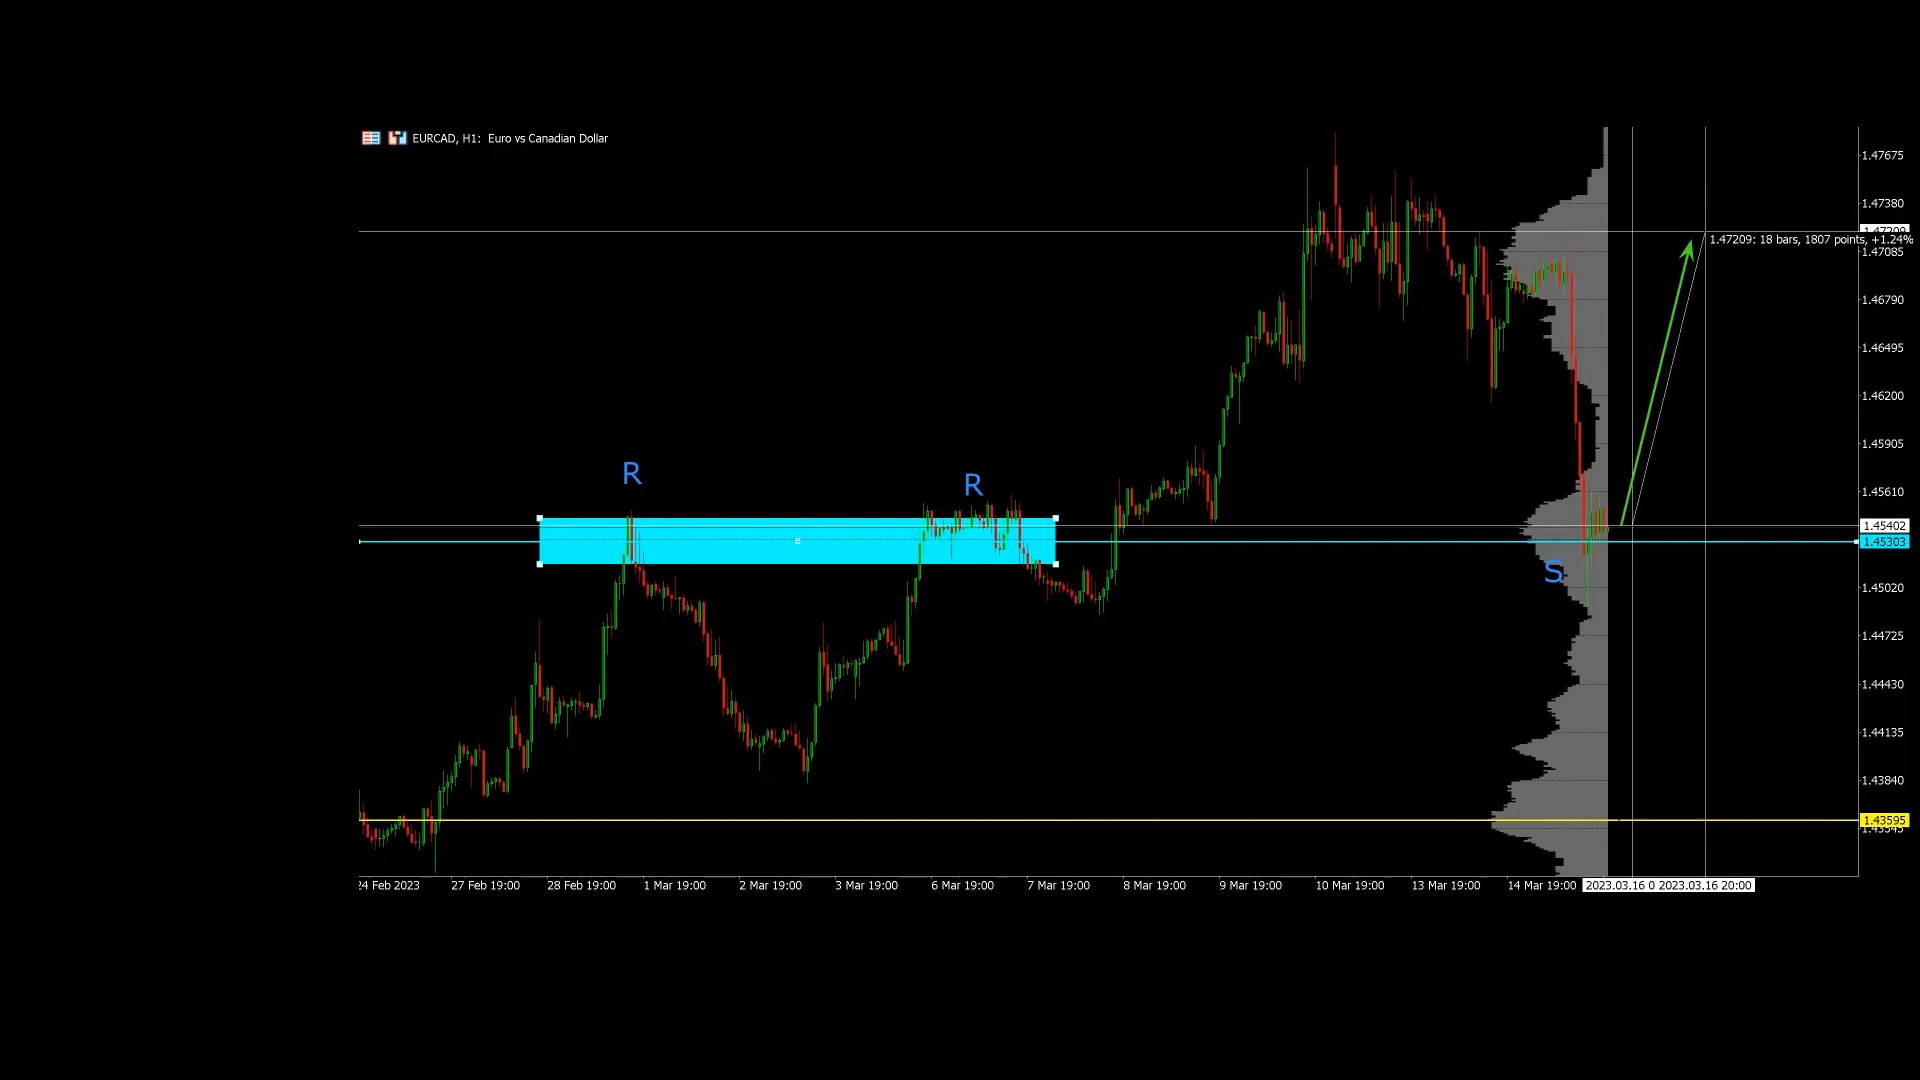 EURCAD, H1: Euro vs Canadian Dollar
1.47675
1.47380
1.47209: 18 bars, 1807 points, +1.24%
1.47085
1.46790
1.46495
1.46200
1.45905
R
R
1.45610
1.45402
1.45303
S
1.45020
1.44725
1.44430
1.44135
1.43840
1.43595
24 Feb 2023 27 Feb 19:00 28 Feb 19:00 1 Mar 19:00 2 Mar 19:00 3 Mar 19:00 6 Mar 19:00 7 Mar 19:00 8 Mar 19:00 9 Mar 19:00 10 Mar 19:00 13 Mar 19:00 14 Mar 19:00 2023.03.16 0 2023.03.16 20:00